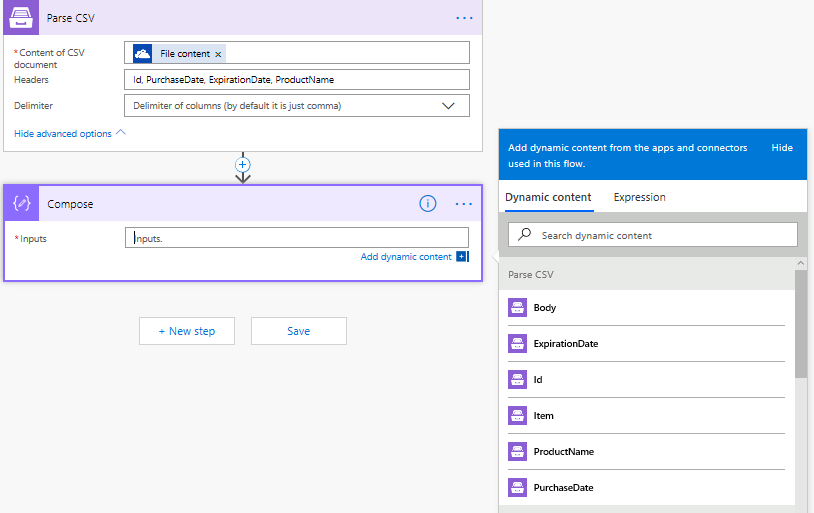 Parse CSV
*Content of CSV document
File content ×
Headers
Id, PurchaseDate, ExpirationDate, ProductName
Delimiter
Delimiter of columns (by default it is just comma)
Hide advanced options
Compose
*Inputs
Inputs.
Add dynamic content
+ New step
Save
Add dynamic content from the apps and connectors
used in this flow.
Hide
Dynamic content
Expression
Search dynamic content
Parse CSV
Body
ExpirationDate
Id
Item
ProductName
PurchaseDate